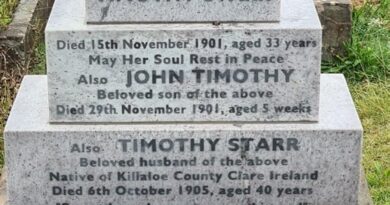 Died 15th November 1901, aged 33 years
May Her Soul Rest in Peace
Also JOHN TIMOTHY
Beloved son of the above
Died 29th November 1901, aged 5 weeks
Also TIMOTHY STARR
Beloved husband of the above
Native of Killaloe County Clare Ireland
Died 6th October 1905, aged 40 years